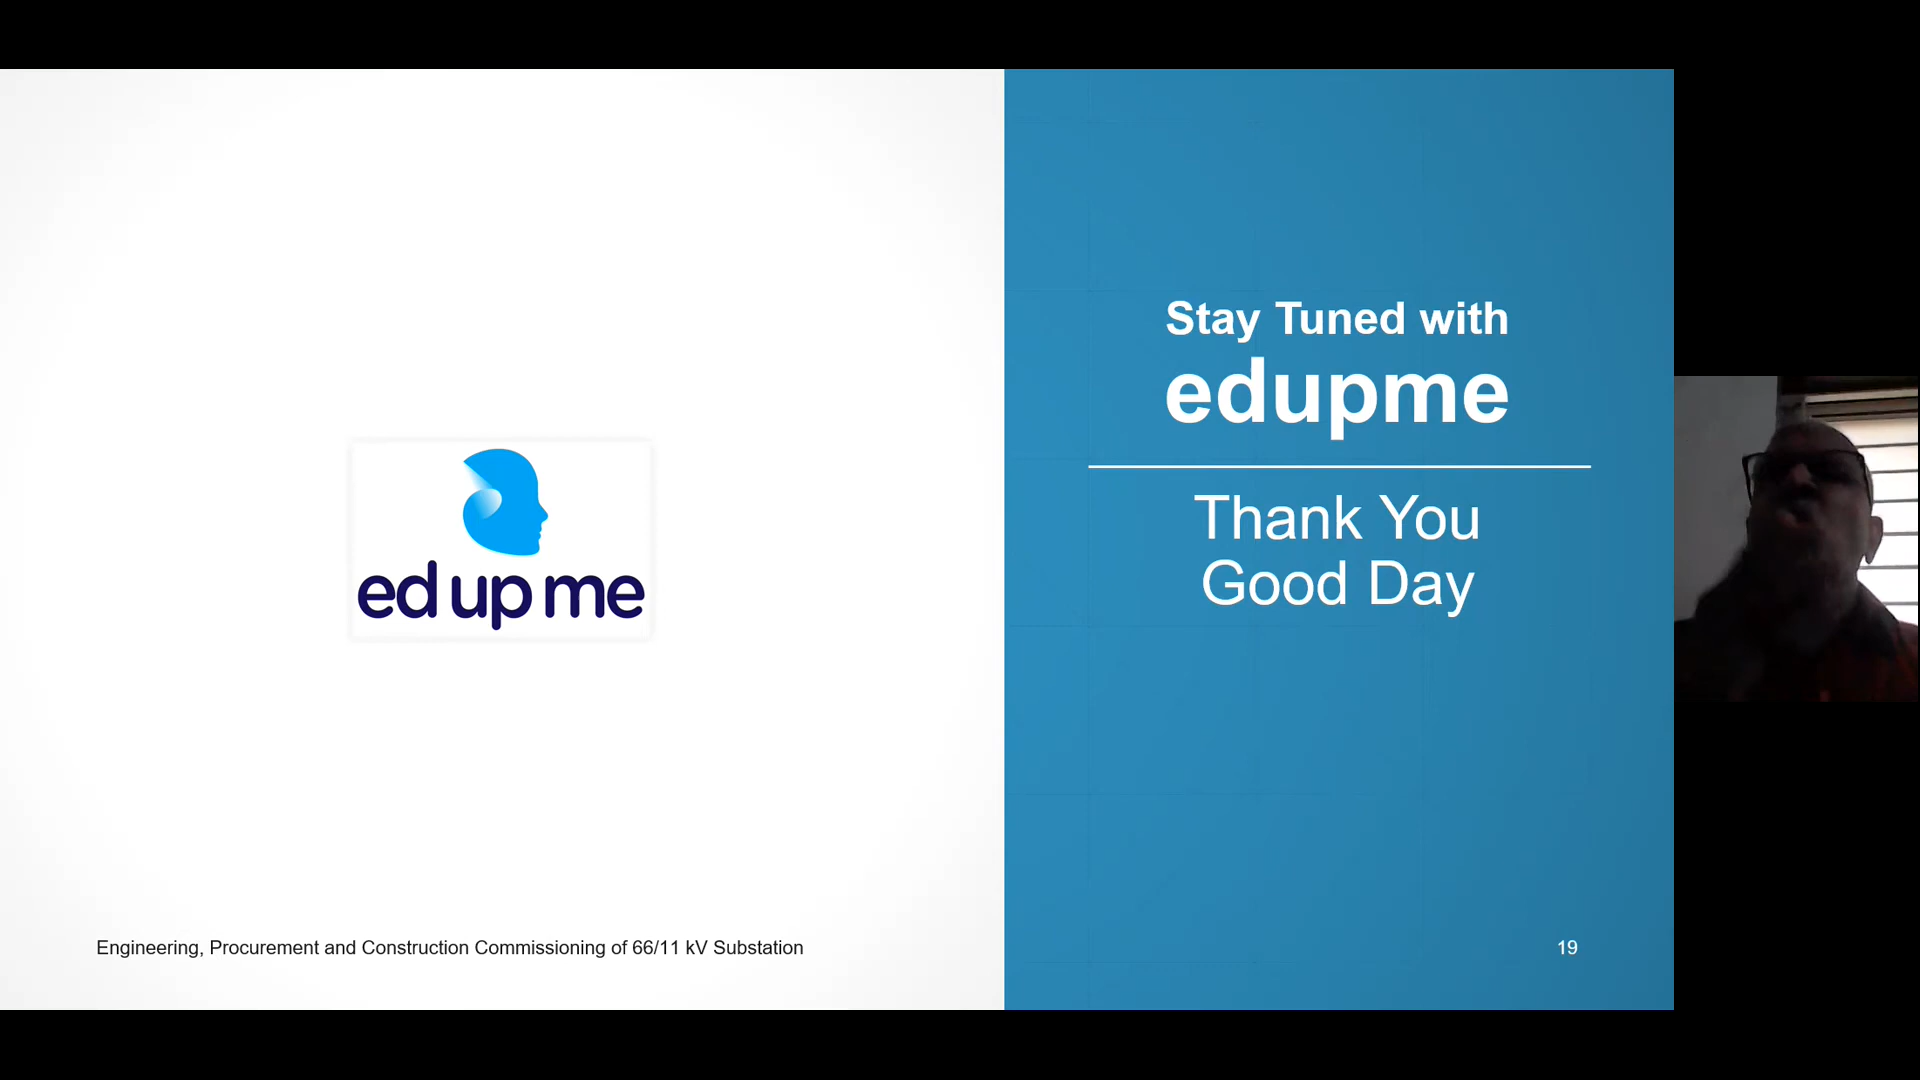 ed up me
Stay Tuned with
edupme
Thank You
Good Day
Engineering, Procurement and Construction Commissioning of 66/11 kV Substation
19